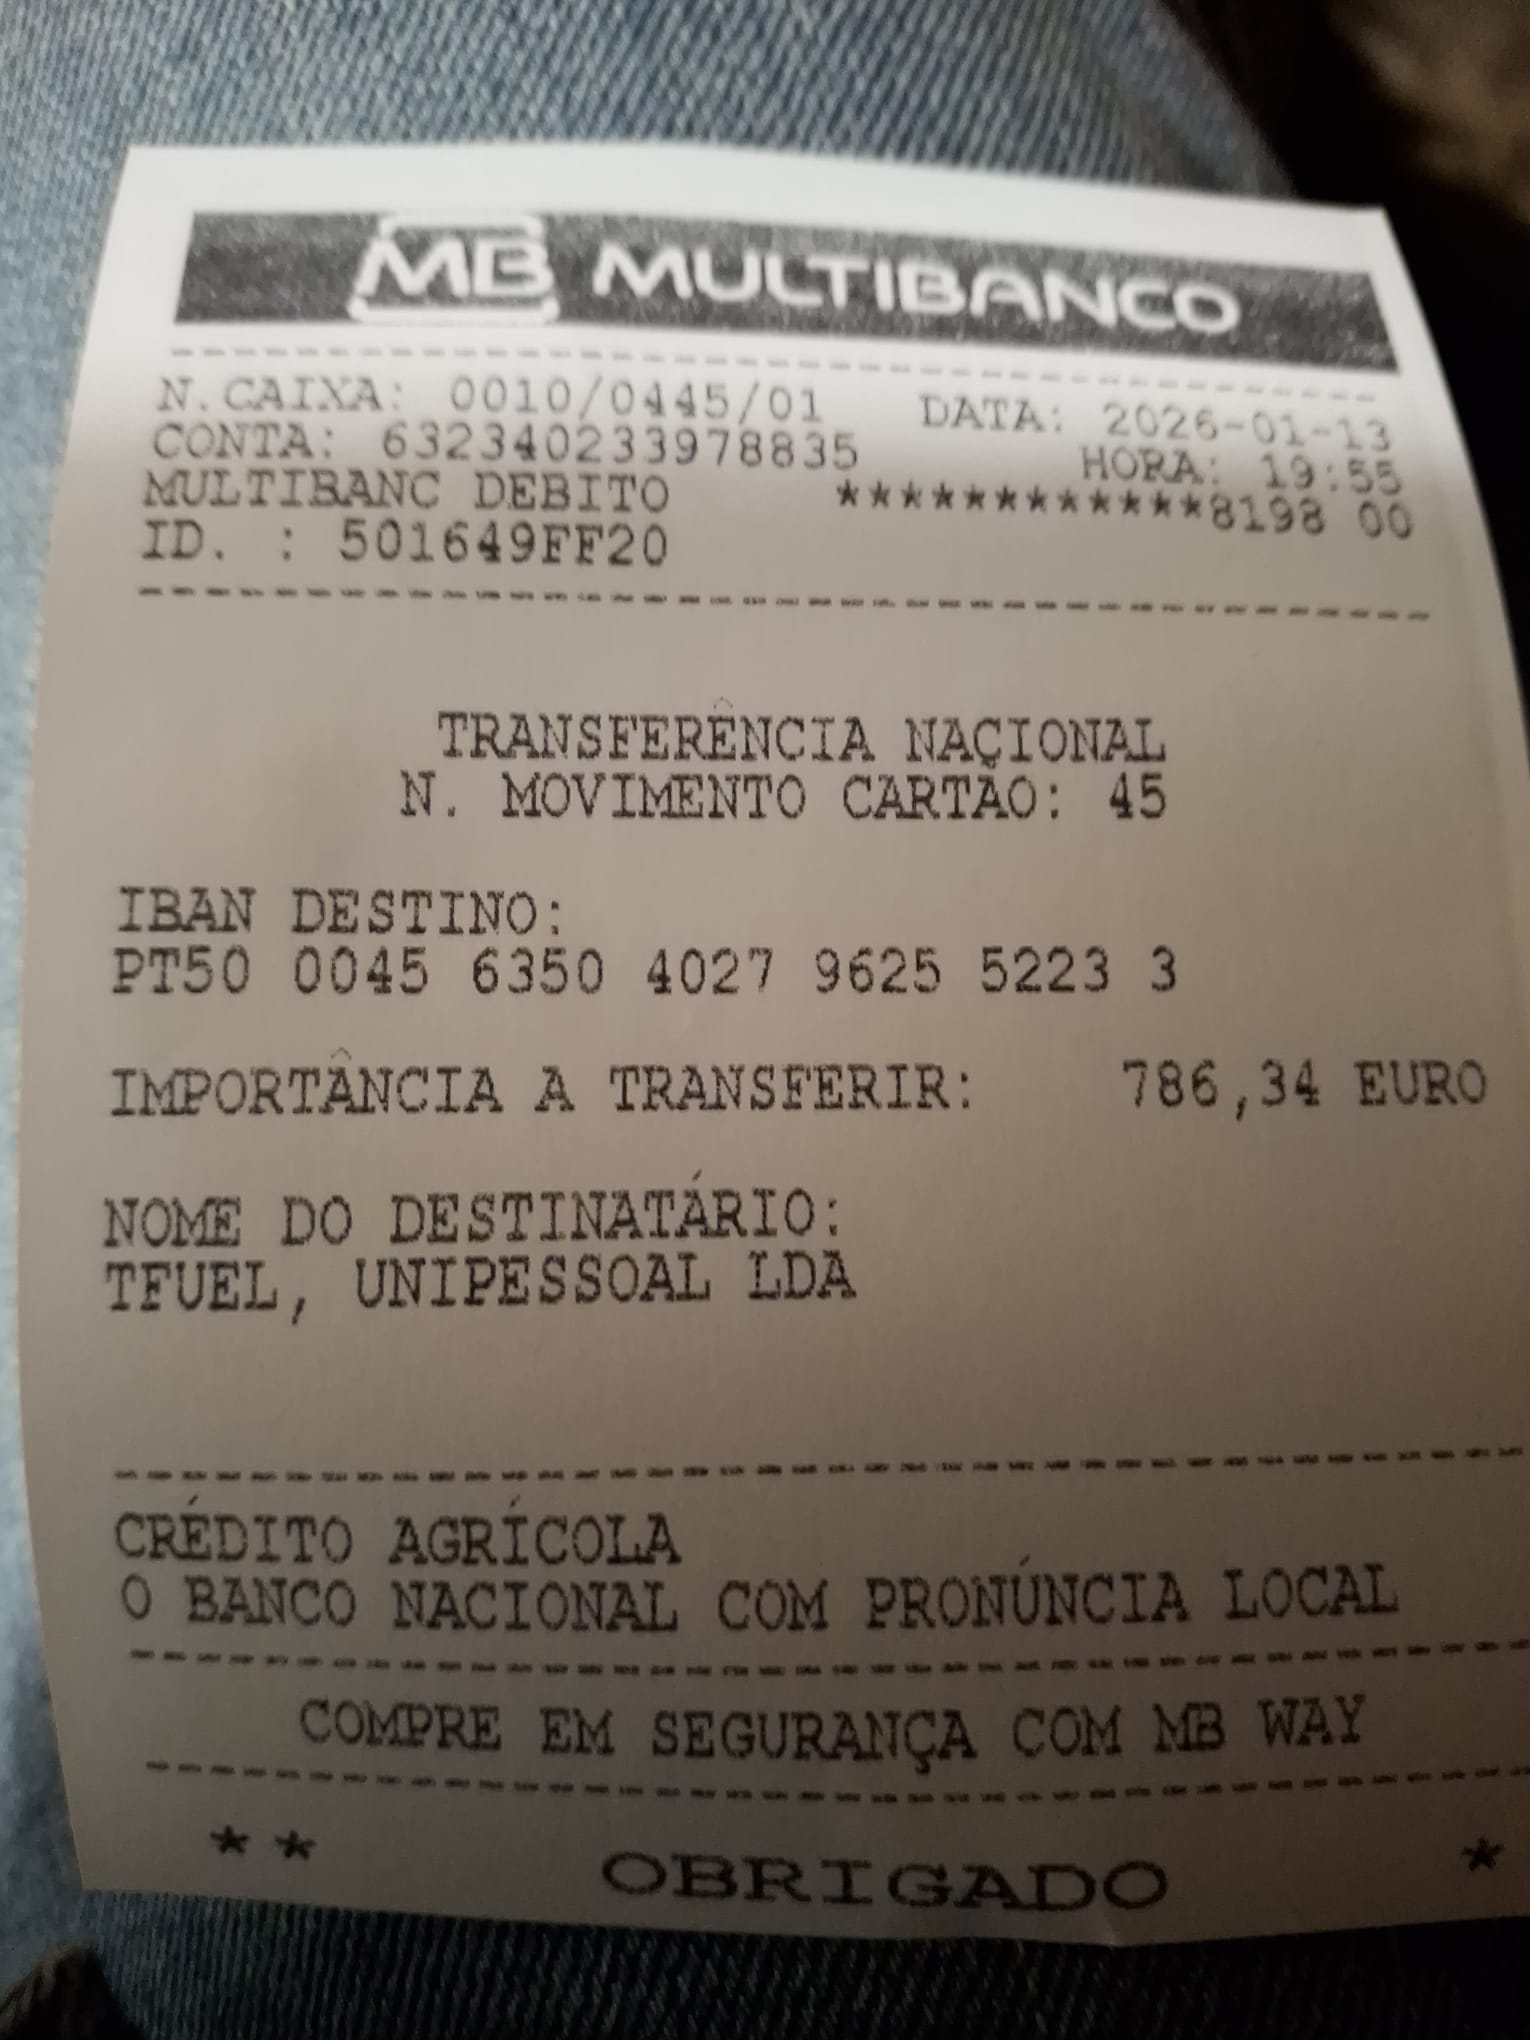 MB MULTIBANCO
N.CAIXA: 0010/0445/01 DATA: 2026-01-13
CONTA: 632340233978835 HORA: 19:55
MULTIBANC DEBITO ************8198 00
ID. : 501649FF20
TRANSFERÊNCIA NACIONAL
N. MOVIMENTO CARTÃO: 45
IBAN DESTINO:
PT50 0045 6350 4027 9625 5223 3
IMPORTÂNCIA A TRANSFERIR: 786,34 EURO
NOME DO DESTINATÁRIO:
TFUEL, UNIPESSOAL LDA
CRÉDITO AGRÍCOLA
O BANCO NACIONAL COM PRONÚNCIA LOCAL
COMPRE EM SEGURANÇA COM MB WAY
** OBRIGADO *